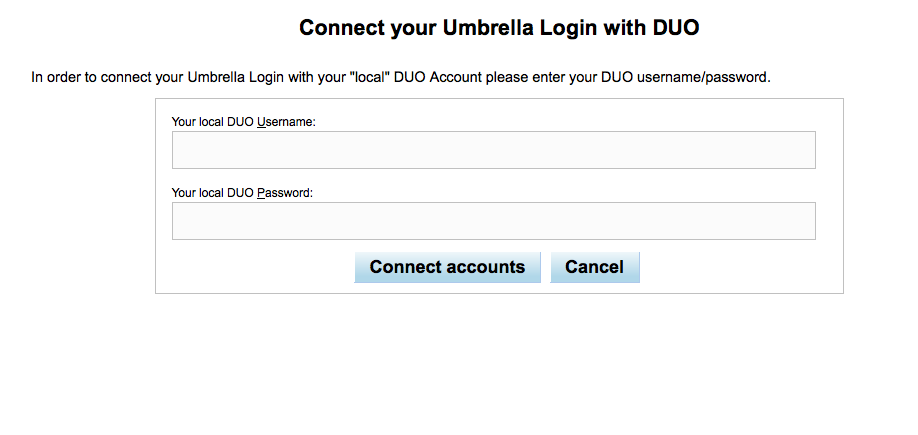 Connect your Umbrella Login with DUO
In order to connect your Umbrella Login with your "local" DUO Account please enter your DUO username/password.
Your local DUO Username:
Your local DUO Password:
Connect accounts
Cancel